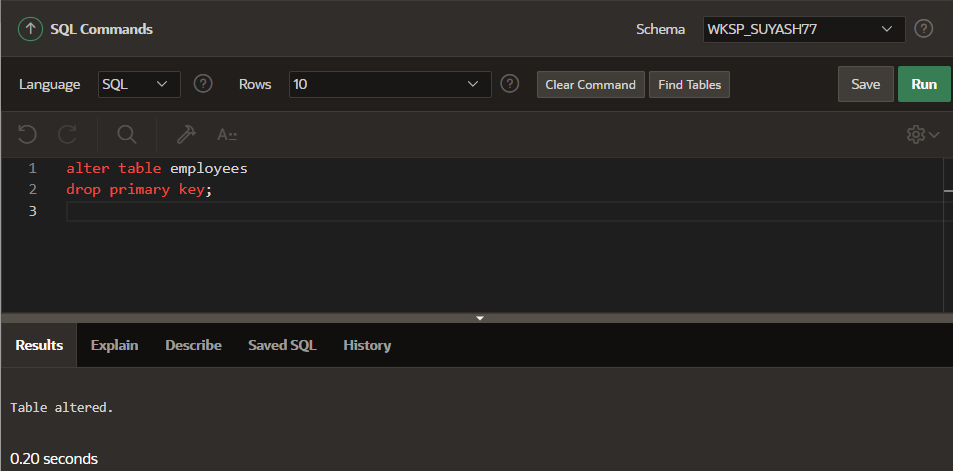 SQL Commands Schema WKSP_SUYASH77 ?
Language SQL ? Rows 10 ? Clear Command Find Tables Save Run
A::
1 alter table employees
2 drop primary key;
3
Results Explain Describe Saved SQL History
Table altered.
0.20 seconds